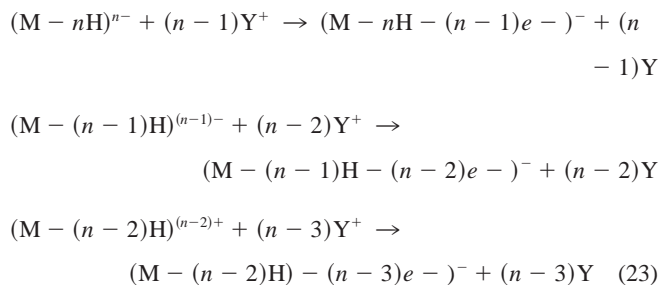 (M − nH)ⁿ⁻ + (n − 1)Y⁺ → (M − nH − (n − 1)e − )⁻ + (n
− 1)Y
(M − (n − 1)H)⁽ⁿ⁻¹⁾⁻ + (n − 2)Y⁺ →
(M − (n − 1)H − (n − 2)e − )⁻ + (n − 2)Y
(M − (n − 2)H)⁽ⁿ⁻²⁾⁺ + (n − 3)Y⁺ →
(M − (n − 2)H) − (n − 3)e − )⁻ + (n − 3)Y (23)